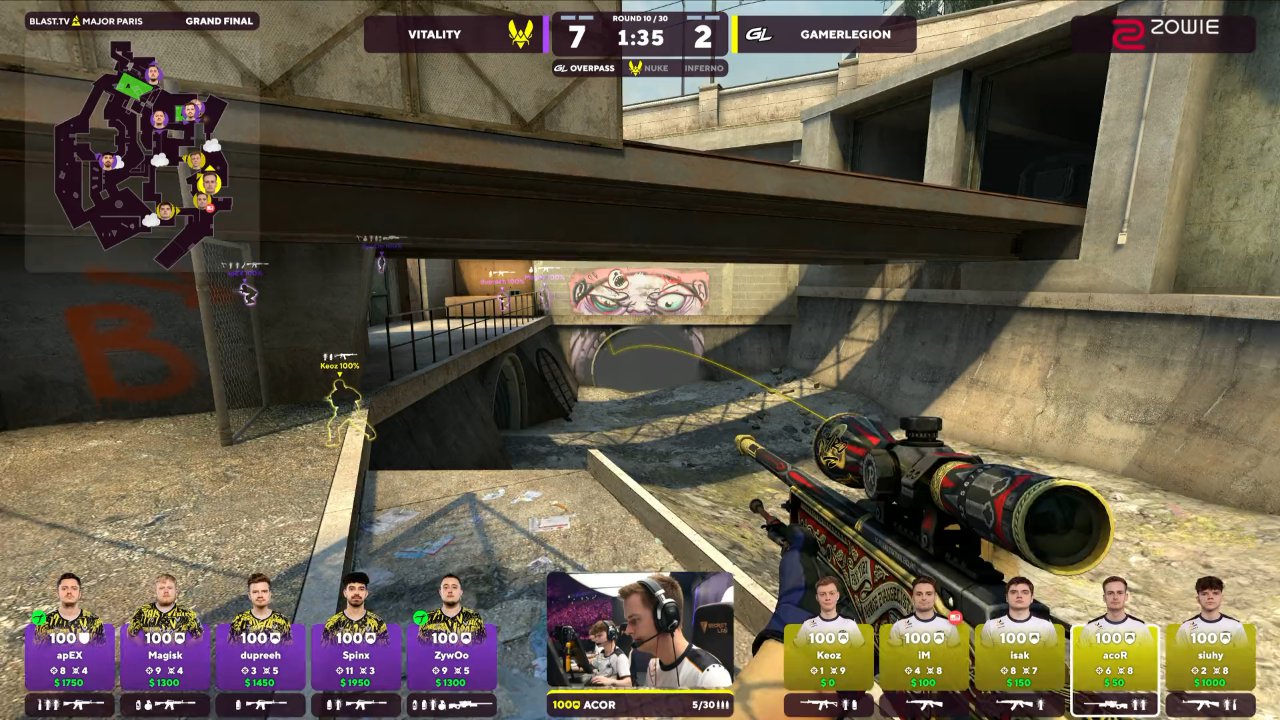 BLAST.TV MAJOR PARIS GRAND FINAL
VITALITY 7 ROUND 10 / 30 1:35 2 GL GAMERLEGION ZOWIE
GL OVERPASS NUKE INFERNO
Keoz 100%
B
100 100 100 100 100 100 100 100 100 100
apEX Magisk dupreeh Spinx ZywOo Keoz iM isak acoR siuhy
8 4 9 4 3 5 11 3 9 5 1 9 4 8 8 7 6 8 2 8
$1750 $1300 $1450 $1950 $1300 $0 $100 $150 $50 $1000
100 ACOR 5/30